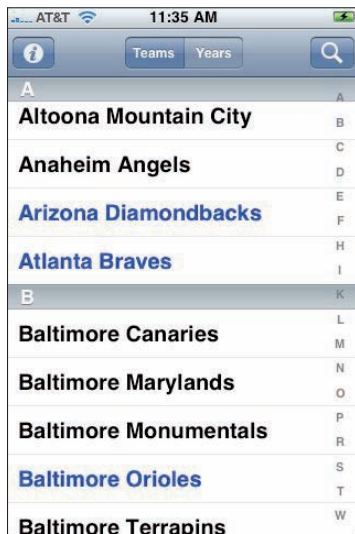 AT&T 11:35 AM
Teams Years
A
Altoona Mountain City
Anaheim Angels
Arizona Diamondbacks
Atlanta Braves
B
Baltimore Canaries
Baltimore Marylands
Baltimore Monumentals
Baltimore Orioles
Baltimore Terrapins
A
B
C
D
E
F
H
I
K
L
M
N
O
P
R
S
T
W